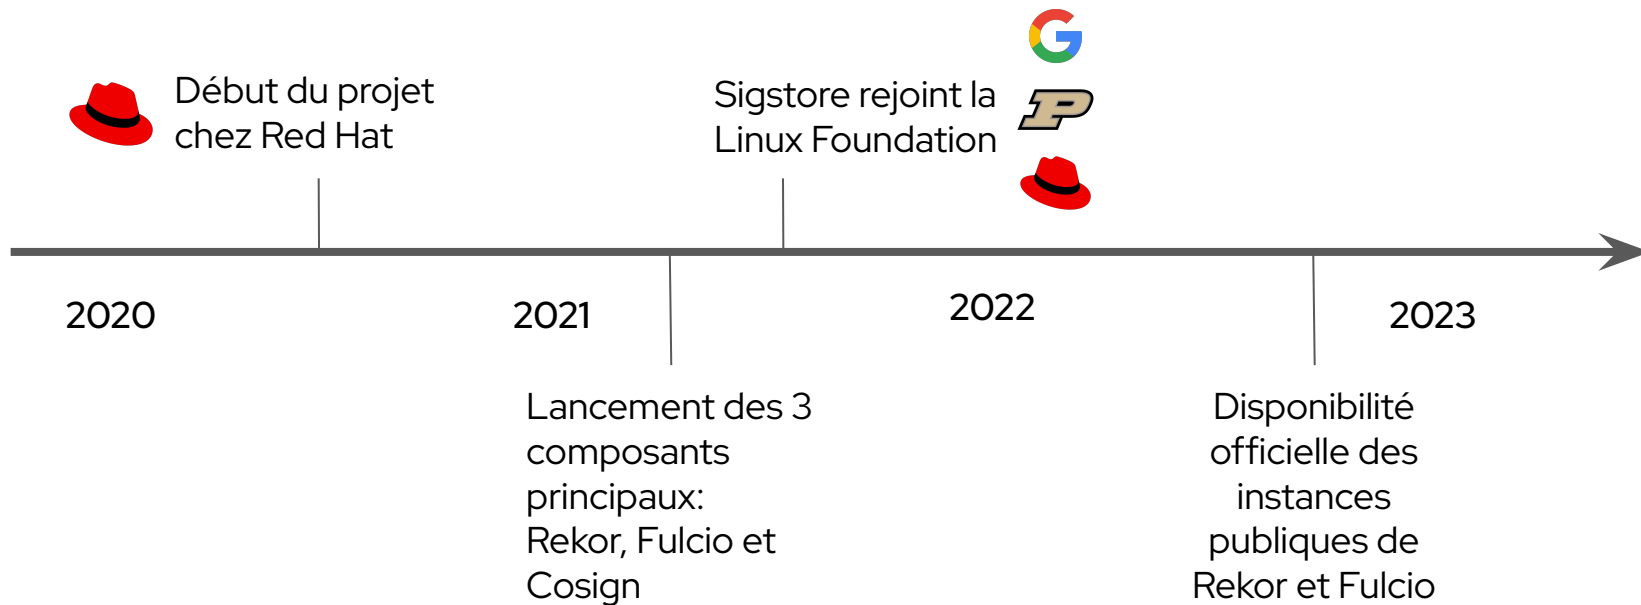 Début du projet
chez Red Hat
Sigstore rejoint la
Linux Foundation
G
P
2020
2021
2022
2023
Lancement des 3
composants
principaux:
Rekor, Fulcio et
Cosign
Disponibilité
officielle des
instances
publiques de
Rekor et Fulcio